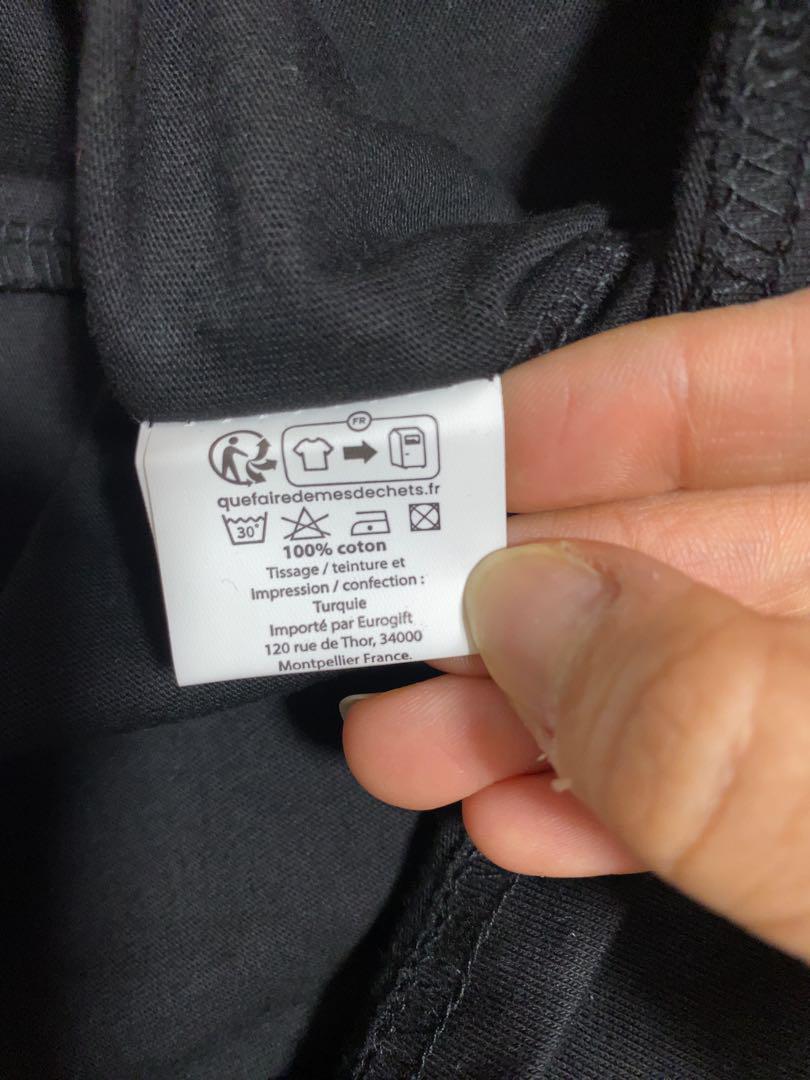 FR
quefairedemesdechets.fr
30°
100% coton
Tissage / teinture et
Impression / confection :
Turquie
Importé par Eurogift
120 rue de Thor, 34000
Montpellier France.